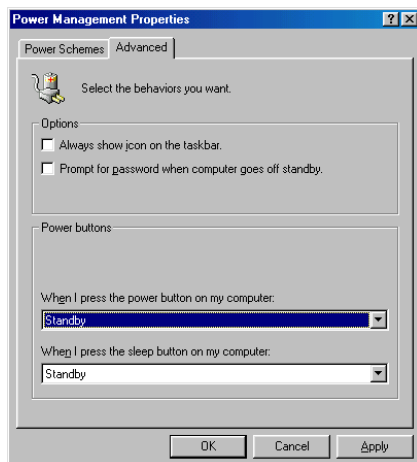 Power Management Properties
Power Schemes
Advanced
Select the behaviors you want.
Options
Always show icon on the taskbar.
Prompt for password when computer goes off standby.
Power buttons
When I press the power button on my computer:
Standby
When I press the sleep button on my computer:
Standby
OK
Cancel
Apply